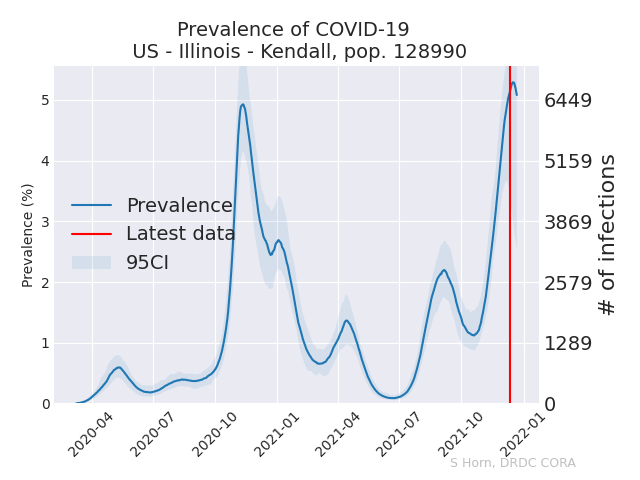 Prevalence of COVID-19
US - Illinois - Kendall, pop. 128990
Prevalence (%)
5
4
3
2
1
0
Prevalence
Latest data
95CI
6449
5159
3869
2579
1289
0
# of infections
2020-04
2020-07
2020-10
2021-01
2021-04
2021-07
2021-10
2022-01
S Horn, DRDC CORA